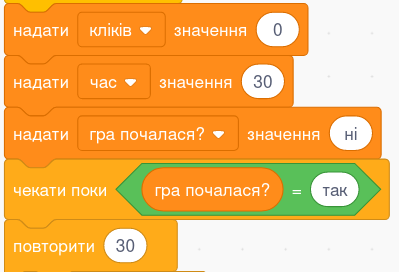 надати кліків значення 0
надати час значення 30
надати гра почалася? значення ні
чекати поки гра почалася? = так
повторити 30